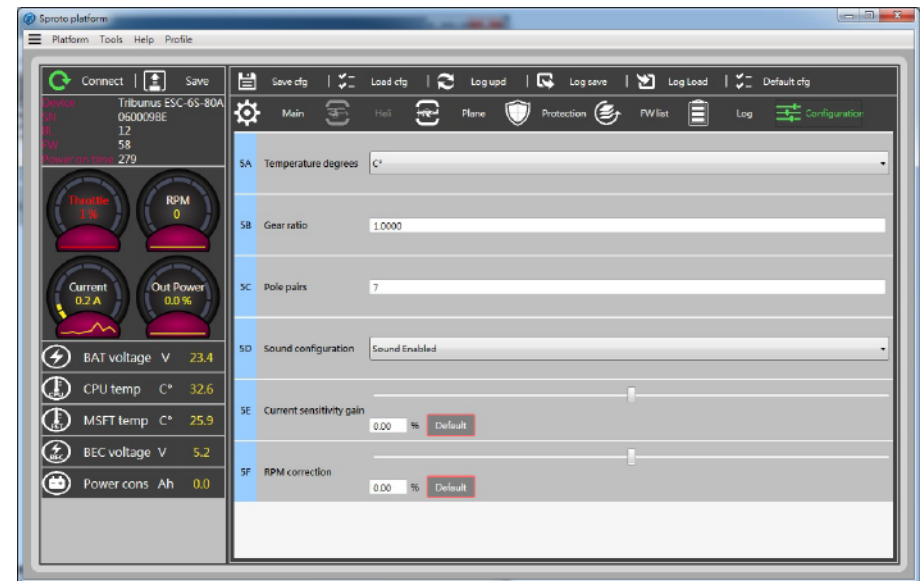 Sproto platform
Platform Tools Help Profile
Connect | Save
Save cfg | Load cfg | Log upd | Log save | Log Load | Default cfg
Device Tribunus ESC-6S-80A
SN 060009BE
12
FW 58
Power on time 279
Main Heli Plane Protection FW list Log Configuration
Throttle
1 %
RPM
0
Current
0.2 A
Out Power
0.0 %
BAT voltage V 23.4
CPU temp C° 32.6
MSFT temp C° 25.9
BEC voltage V 5.2
Power cons Ah 0.0
5A Temperature degrees C°
5B Gear ratio 1.0000
5C Pole pairs 7
5D Sound configuration Sound Enabled
5E Current sensitivity gain
0.00 % Default
5F RPM correction
0.00 % Default